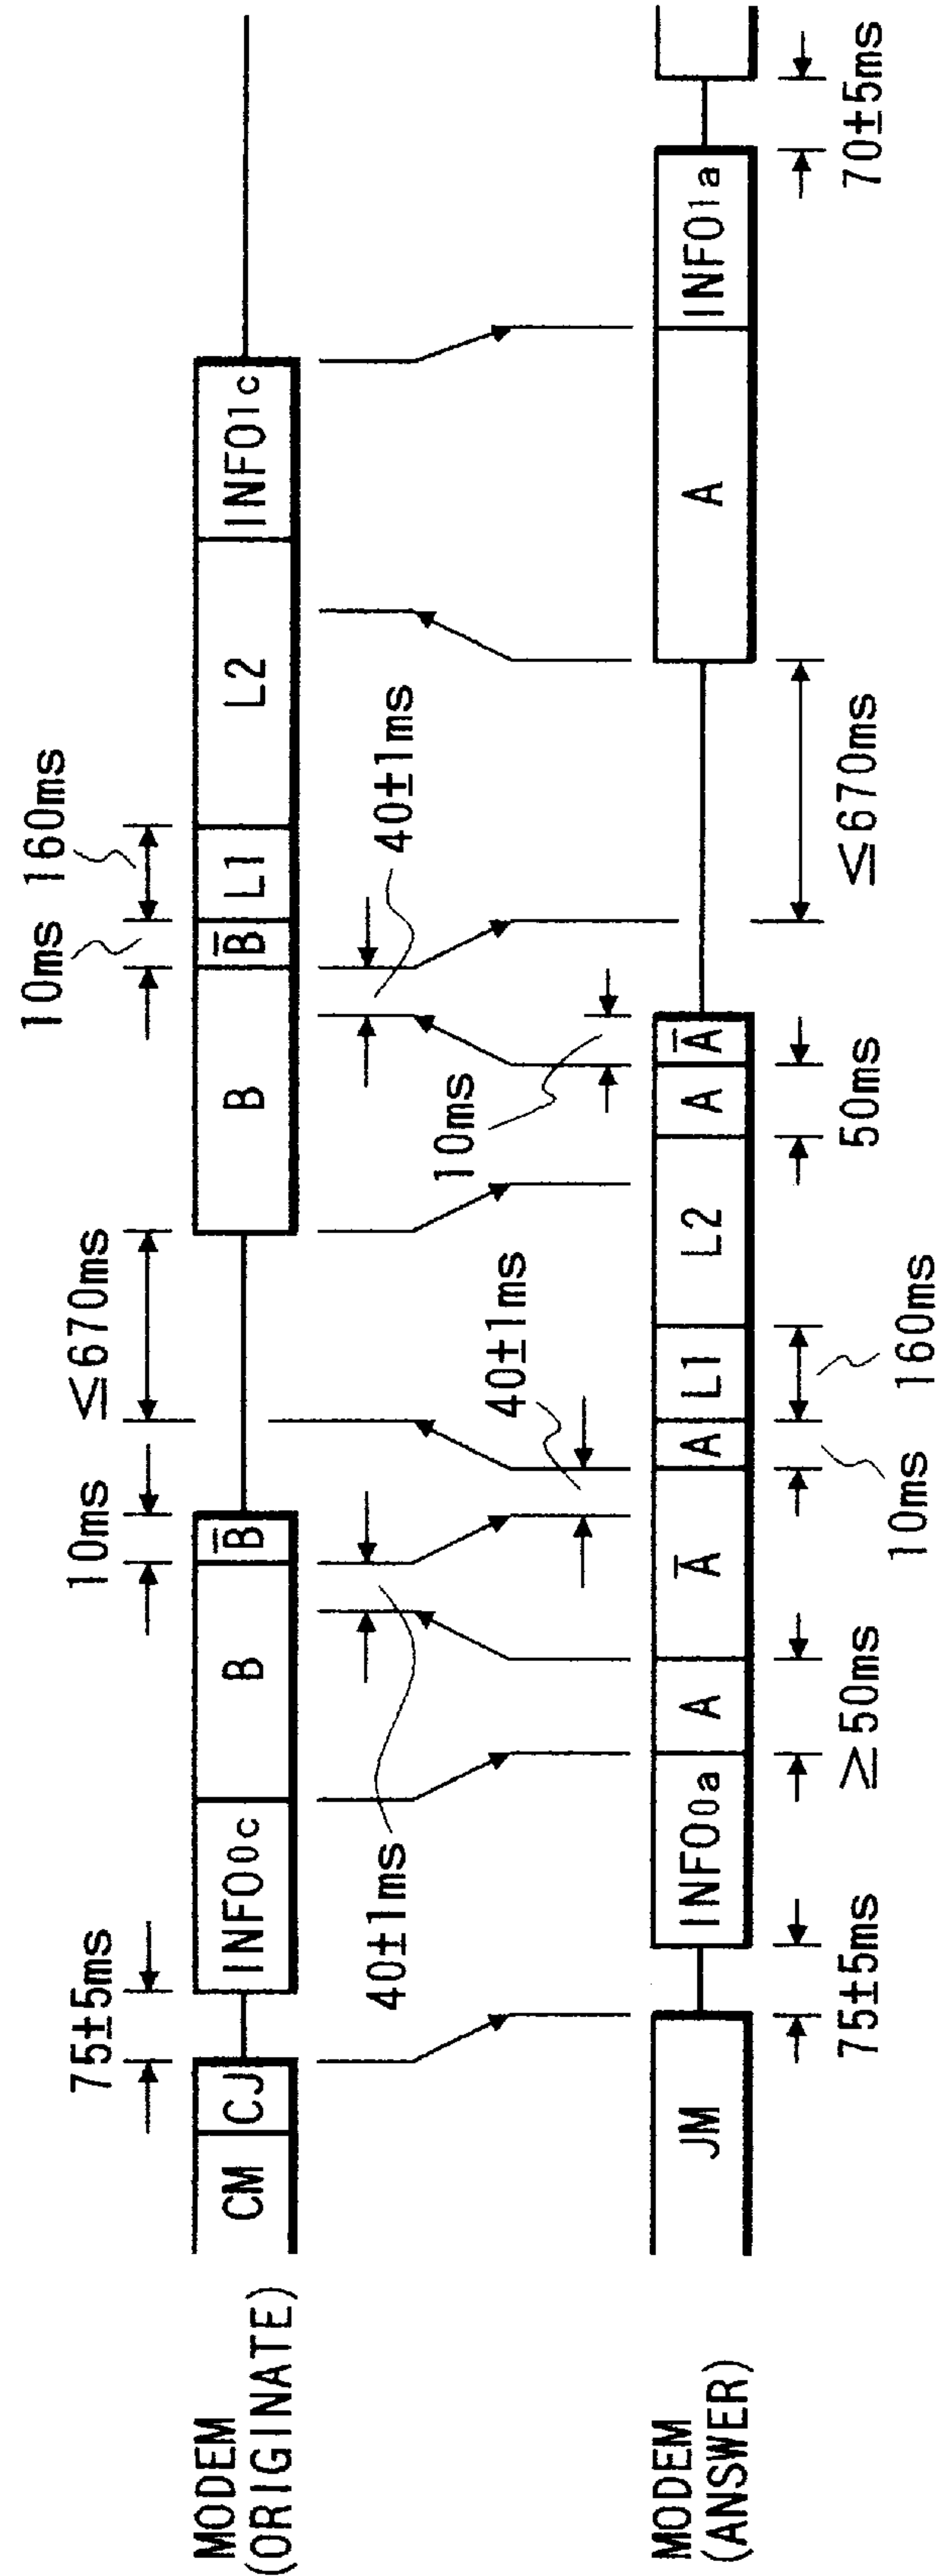 MODEM
(ORIGINATE)
75±5ms
10ms
≤670ms
10ms
160ms
CM
CJ
INFO0c
B
B̅
B
B̅
L1
L2
INFO1c
40±1ms
40±1ms
40±1ms
10ms
MODEM
(ANSWER)
JM
INFO0a
A
A̅
A
L1
L2
A
A̅
A
INFO1a
75±5ms
≥50ms
10ms
160ms
50ms
≤670ms
70±5ms